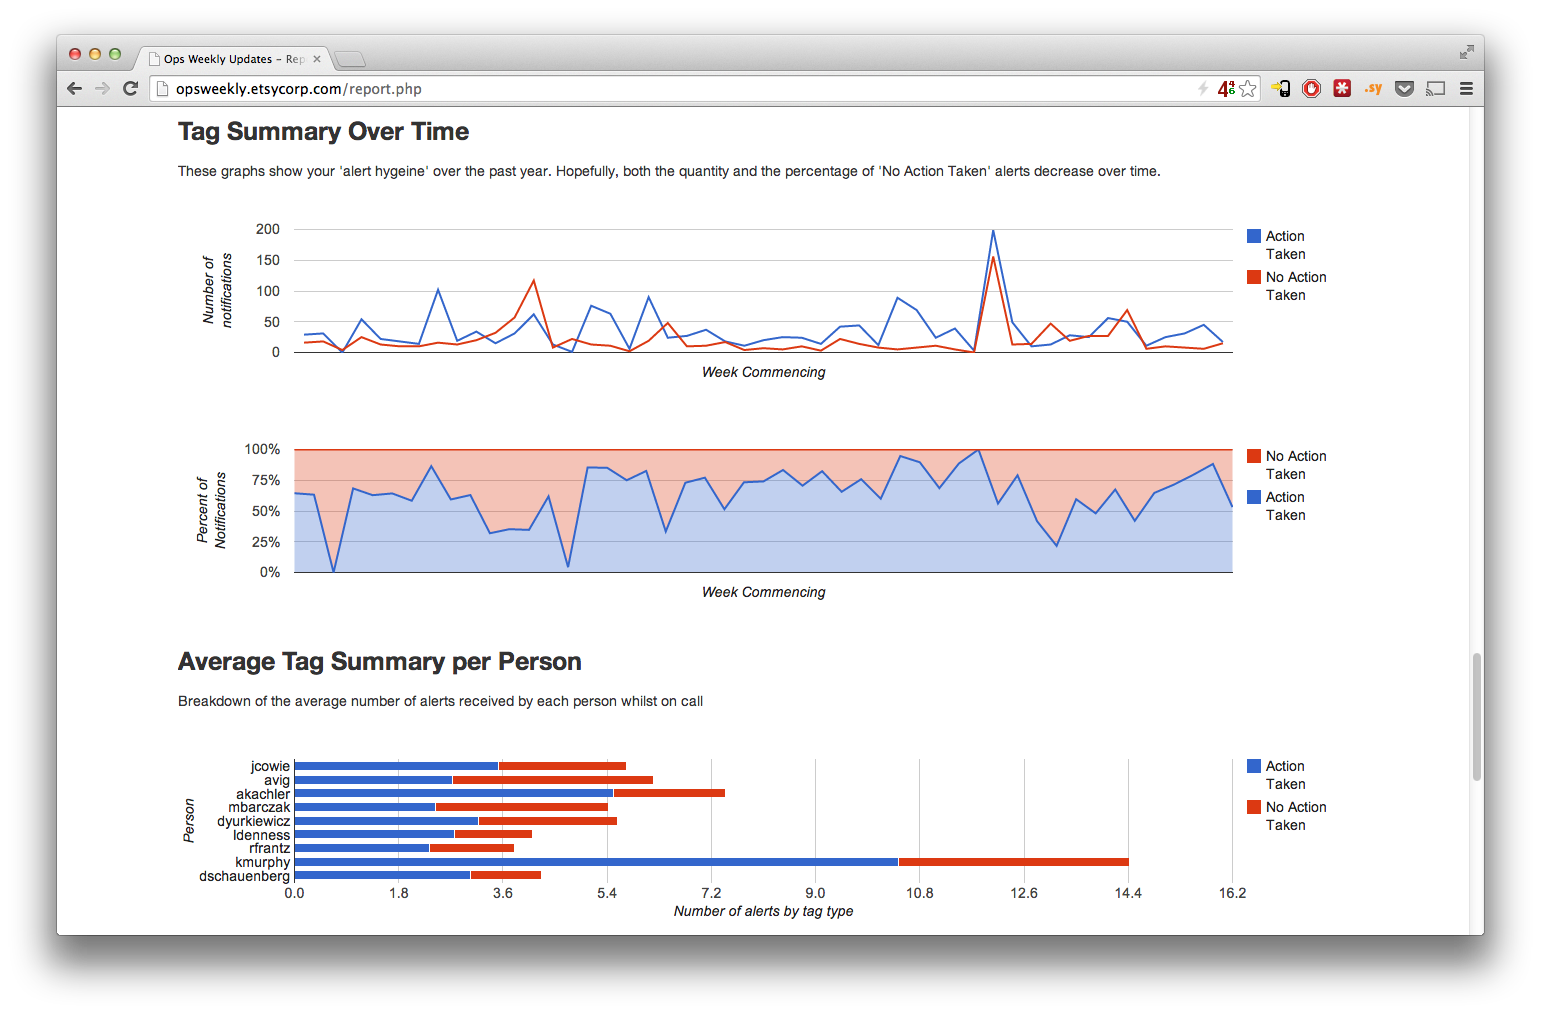 Ops Weekly Updates – Rep
opsweekly.etsycorp.com/report.php
.sy
Tag Summary Over Time
These graphs show your 'alert hygeine' over the past year. Hopefully, both the quantity and the percentage of 'No Action Taken' alerts decrease over time.
Number of
notifications
200
150
100
50
0
Week Commencing
Action
Taken
No Action
Taken
Percent of
Notifications
100%
75%
50%
25%
0%
Week Commencing
No Action
Taken
Action
Taken
Average Tag Summary per Person
Breakdown of the average number of alerts received by each person whilst on call
Person
jcowie
avig
akachler
mbarczak
dyurkiewicz
ldenness
rfrantz
kmurphy
dschauenberg
0.0 1.8 3.6 5.4 7.2 9.0 10.8 12.6 14.4 16.2
Number of alerts by tag type
Action
Taken
No Action
Taken